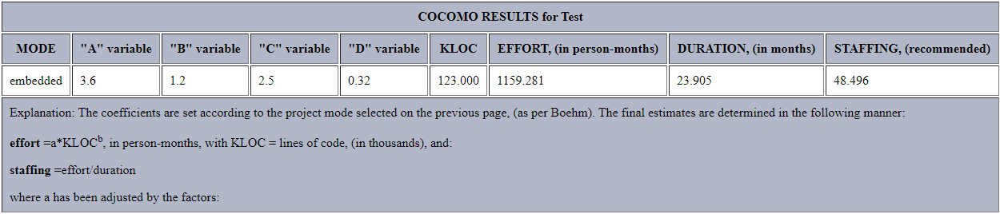 COCOMO RESULTS for Test
MODE "A" variable "B" variable "C" variable "D" variable KLOC EFFORT, (in person-months) DURATION, (in months) STAFFING, (recommended)
embedded 3.6 1.2 2.5 0.32 123.000 1159.281 23.905 48.496
Explanation: The coefficients are set according to the project mode selected on the previous page, (as per Boehm). The final estimates are determined in the following manner:
effort =a*KLOCᵇ, in person-months, with KLOC = lines of code, (in thousands), and:
staffing =effort/duration
where a has been adjusted by the factors: